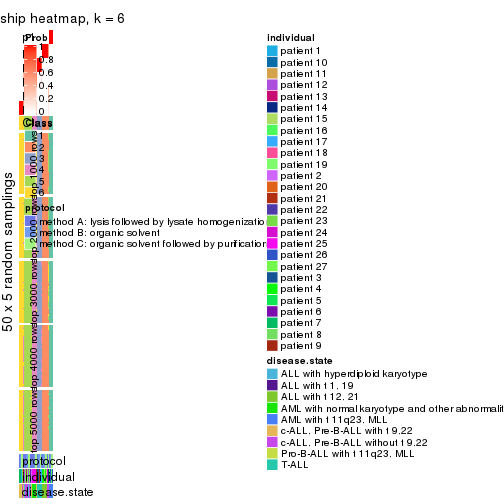 ship heatmap, k = 6
50 x 5 random samplings
Prob
1
0.8
0.6
0.4
0.2
0
Class
1
2
3
4
5
6
top 1000 rows
top 2000 rows
top 3000 rows
top 4000 rows
top 5000 rows
protocol
method A: lysis followed by lysate homogenizatio
method B: organic solvent
method C: organic solvent followed by purification
protocol
individual
disease.state
individual
patient 1
patient 10
patient 11
patient 12
patient 13
patient 14
patient 15
patient 16
patient 17
patient 18
patient 19
patient 2
patient 20
patient 21
patient 22
patient 23
patient 24
patient 25
patient 26
patient 27
patient 3
patient 4
patient 5
patient 6
patient 7
patient 8
patient 9
disease.state
ALL with hyperdiploid karyotype
ALL with t1. 19
ALL with t12. 21
AML with normal karyotype and other abnormalit
AML with t11q23. MLL
c-ALL. Pre-B-ALL with t9.22
c-ALL. Pre-B-ALL without t9.22
Pro-B-ALL with t11q23. MLL
T-ALL